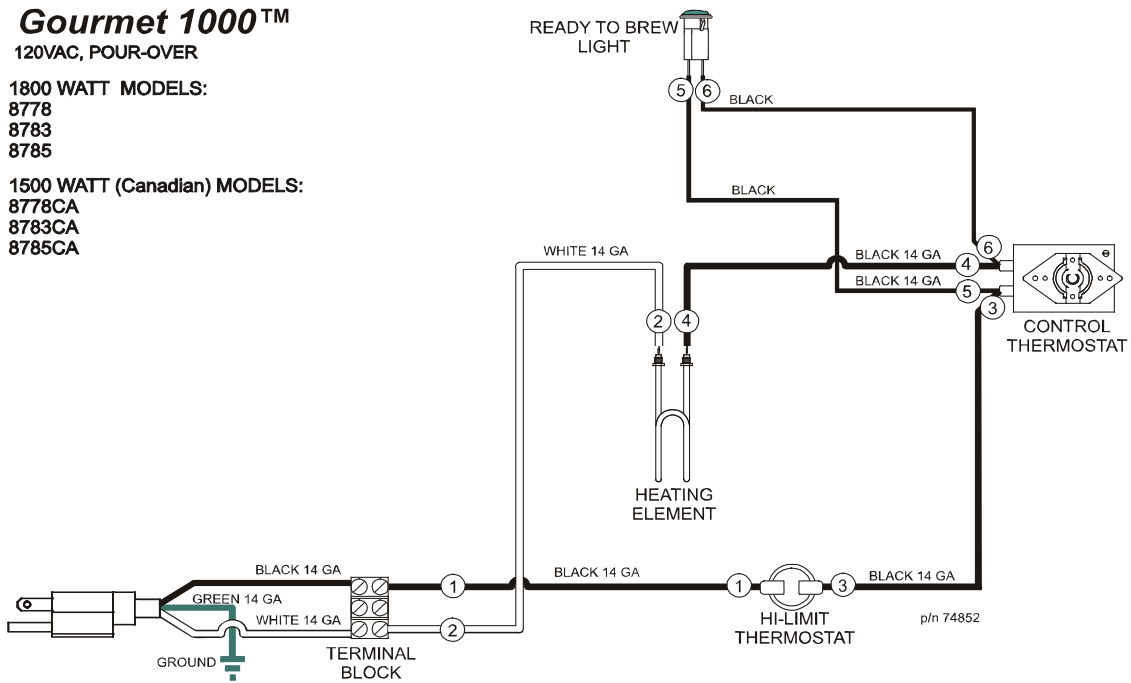 Gourmet 1000™
120VAC, POUR-OVER
1800 WATT MODELS:
8778
8783
8785
1500 WATT (Canadian) MODELS:
8778CA
8783CA
8785CA
READY TO BREW
LIGHT
5
6
BLACK
BLACK
WHITE 14 GA
BLACK 14 GA
6
4
BLACK 14 GA
5
3
2
4
CONTROL
THERMOSTAT
HEATING
ELEMENT
BLACK 14 GA
1
BLACK 14 GA
1
3
BLACK 14 GA
GREEN 14 GA
WHITE 14 GA
2
HI-LIMIT
THERMOSTAT
p/n 74852
GROUND
TERMINAL
BLOCK